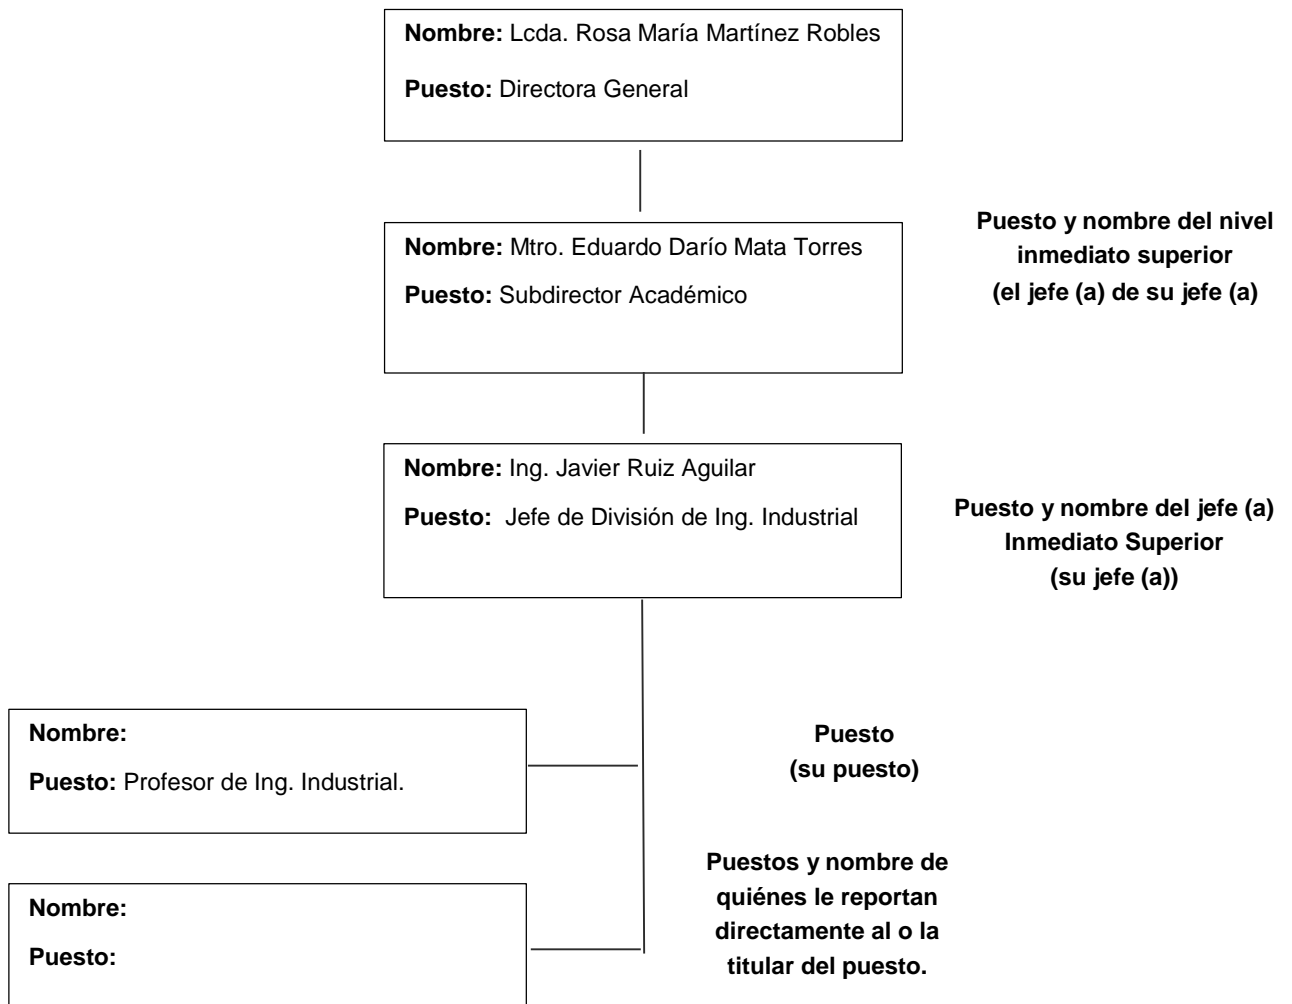 Nombre: Lcda. Rosa María Martínez Robles
Puesto: Directora General
Nombre: Mtro. Eduardo Darío Mata Torres
Puesto: Subdirector Académico
Puesto y nombre del nivel
inmediato superior
(el jefe (a) de su jefe (a)
Nombre: Ing. Javier Ruiz Aguilar
Puesto: Jefe de División de Ing. Industrial
Puesto y nombre del jefe (a)
Inmediato Superior
(su jefe (a))
Nombre:
Puesto: Profesor de Ing. Industrial.
Puesto
(su puesto)
Nombre:
Puesto:
Puestos y nombre de
quiénes le reportan
directamente al o la
titular del puesto.